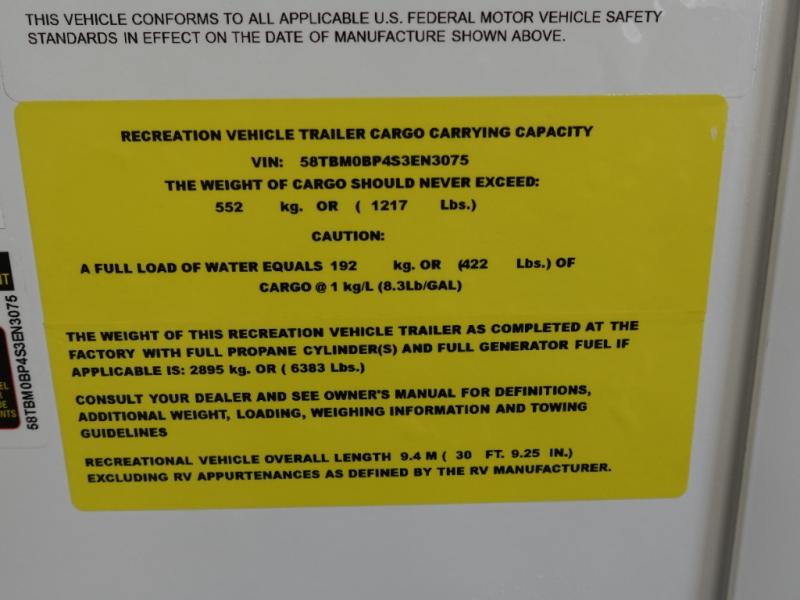 THIS VEHICLE CONFORMS TO ALL APPLICABLE U.S. FEDERAL MOTOR VEHICLE SAFETY
STANDARDS IN EFFECT ON THE DATE OF MANUFACTURE SHOWN ABOVE.
RECREATION VEHICLE TRAILER CARGO CARRYING CAPACITY
VIN: 58TBM0BP4S3EN3075
THE WEIGHT OF CARGO SHOULD NEVER EXCEED:
552 kg. OR ( 1217 Lbs.)
CAUTION:
A FULL LOAD OF WATER EQUALS 192 kg. OR (422 Lbs.) OF
CARGO @ 1 kg/L (8.3Lb/GAL)
THE WEIGHT OF THIS RECREATION VEHICLE TRAILER AS COMPLETED AT THE
FACTORY WITH FULL PROPANE CYLINDER(S) AND FULL GENERATOR FUEL IF
APPLICABLE IS: 2895 kg. OR ( 6383 Lbs.)
CONSULT YOUR DEALER AND SEE OWNER'S MANUAL FOR DEFINITIONS,
ADDITIONAL WEIGHT, LOADING, WEIGHING INFORMATION AND TOWING
GUIDELINES
RECREATIONAL VEHICLE OVERALL LENGTH 9.4 M ( 30 FT. 9.25 IN.)
EXCLUDING RV APPURTENANCES AS DEFINED BY THE RV MANUFACTURER.
58TBM0BP4S3EN3075